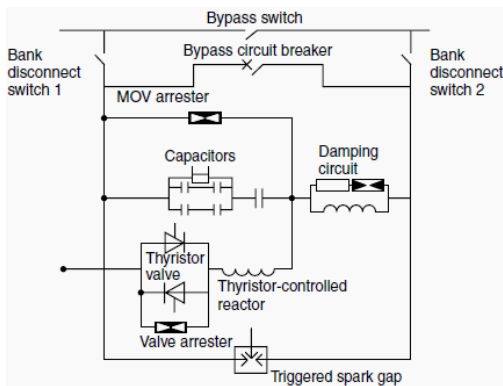 Bypass switch
Bank
disconnect
switch 1
Bypass circuit breaker
Bank
disconnect
switch 2
MOV arrester
Capacitors
Damping
circuit
Thyristor
valve
Thyristor-controlled
reactor
Valve arrester
Triggered spark gap